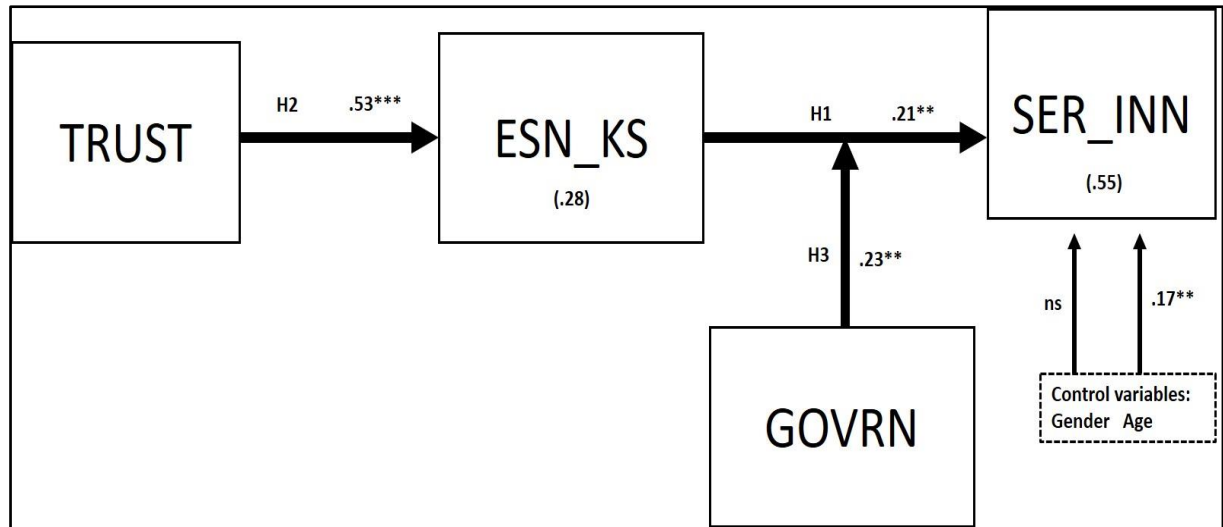 TRUST
H2 .53***
ESN_KS
(.28)
H1 .21**
SER_INN
(.55)
H3 .23**
GOVRN
ns .17**
Control variables:
Gender Age